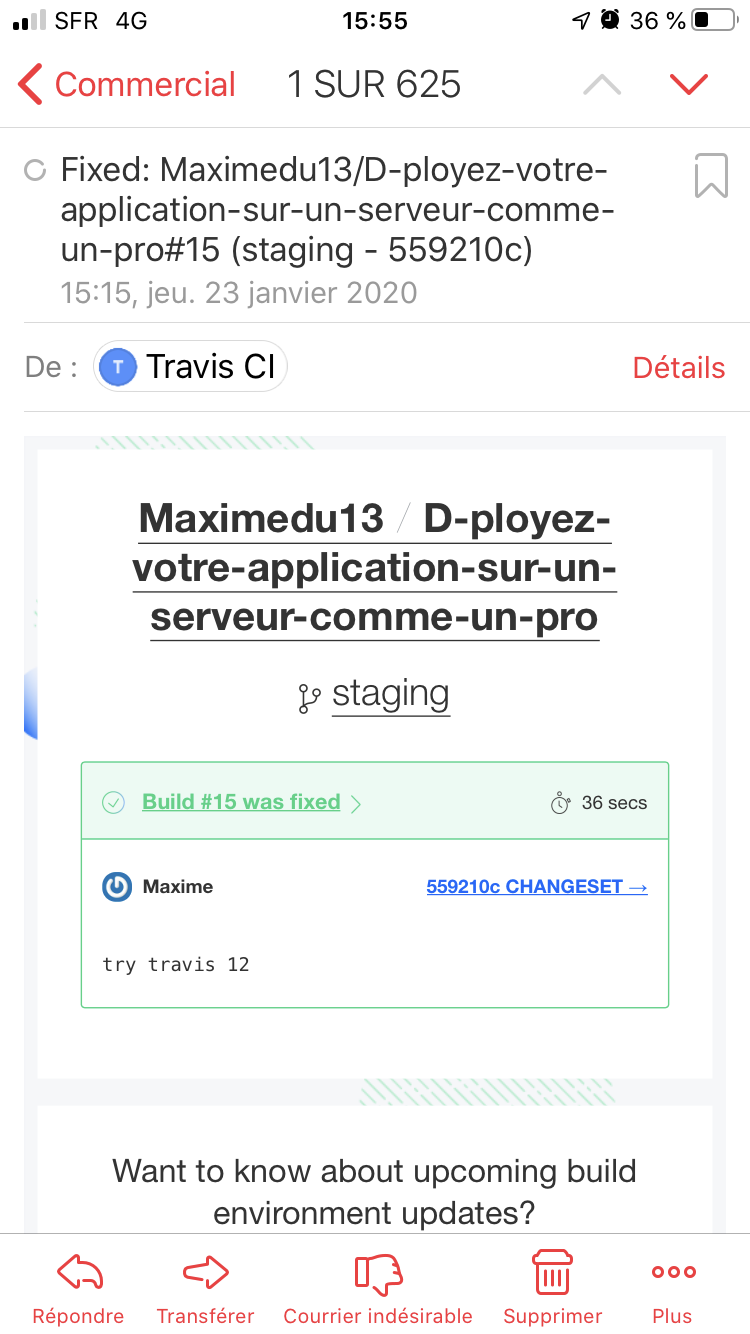 SFR 4G 15:55 36 %
Commercial 1 SUR 625
Fixed: Maximedu13/D-ployez-votre-
application-sur-un-serveur-comme-
un-pro#15 (staging - 559210c)
15:15, jeu. 23 janvier 2020
De : T Travis CI Détails
Maximedu13 / D-ployez-
votre-application-sur-un-
serveur-comme-un-pro
staging
Build #15 was fixed 36 secs
Maxime 559210c CHANGESET →
try travis 12
Want to know about upcoming build
environment updates?
Répondre Transférer Courrier indésirable Supprimer Plus